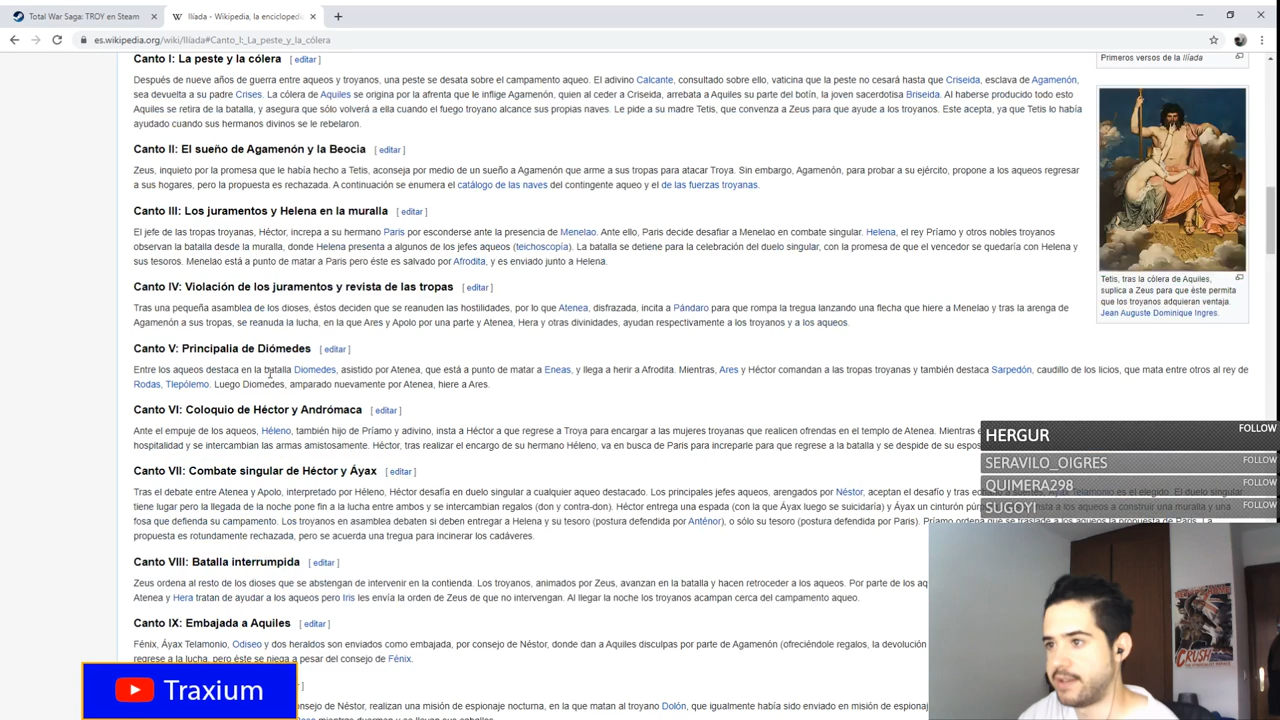 Total War Saga: TROY en Steam
Ilíada - Wikipedia, la enciclopedi
es.wikipedia.org/wiki/Ilíada#Canto_I:_La_peste_y_la_cólera
Canto I: La peste y la cólera [ editar ]
Después de nueve años de guerra entre aqueos y troyanos, una peste se desata sobre el campamento aqueo. El adivino Calcante, consultado sobre ello, vaticina que la peste no cesará hasta que Criseida, esclava de Agamenón,
sea devuelta a su padre Crises. La cólera de Aquiles se origina por la afrenta que le inflige Agamenón, quien al ceder a Criseida, arrebata a Aquiles su parte del botín, la joven sacerdotisa Briseida. Al haberse producido todo esto
Aquiles se retira de la batalla, y asegura que sólo volverá a ella cuando el fuego troyano alcance sus propias naves. Le pide a su madre Tetis, que convenza a Zeus para que ayude a los troyanos. Este acepta, ya que Tetis lo había
ayudado cuando sus hermanos divinos se le rebelaron.
Canto II: El sueño de Agamenón y la Beocia [ editar ]
Zeus, inquieto por la promesa que le había hecho a Tetis, aconseja por medio de un sueño a Agamenón que arme a sus tropas para atacar Troya. Sin embargo, Agamenón, para probar a su ejército, propone a los aqueos regresar
a sus hogares, pero la propuesta es rechazada. A continuación se enumera el catálogo de las naves del contingente aqueo y el de las fuerzas troyanas.
Canto III: Los juramentos y Helena en la muralla [ editar ]
El jefe de las tropas troyanas, Héctor, increpa a su hermano Paris por esconderse ante la presencia de Menelao. Ante ello, Paris decide desafiar a Menelao en combate singular. Helena, el rey Príamo y otros nobles troyanos
observan la batalla desde la muralla, donde Helena presenta a algunos de los jefes aqueos (teichoscopía). La batalla se detiene para la celebración del duelo singular, con la promesa de que el vencedor se quedaría con Helena y
sus tesoros. Menelao está a punto de matar a Paris pero éste es salvado por Afrodita, y es enviado junto a Helena.
Canto IV: Violación de los juramentos y revista de las tropas [ editar ]
Tras una pequeña asamblea de los dioses, éstos deciden que se reanuden las hostilidades, por lo que Atenea, disfrazada, incita a Pándaro para que rompa la tregua lanzando una flecha que hiere a Menelao y tras la arenga de
Agamenón a sus tropas, se reanuda la lucha, en la que Ares y Apolo por una parte y Atenea, Hera y otras divinidades, ayudan respectivamente a los troyanos y a los aqueos.
Canto V: Principalía de Diómedes [ editar ]
Entre los aqueos destaca en la batalla Diomedes, asistido por Atenea, que está a punto de matar a Eneas, y llega a herir a Afrodita. Mientras, Ares y Héctor comandan a las tropas troyanas y también destaca Sarpedón, caudillo de los licios, que mata entre otros al rey de
Rodas, Tlepólemo. Luego Diomedes, amparado nuevamente por Atenea, hiere a Ares.
Canto VI: Coloquio de Héctor y Andrómaca [ editar ]
Ante el empuje de los aqueos, Héleno, también hijo de Príamo y adivino, insta a Héctor a que regrese a Troya para encargar a las mujeres troyanas que realicen ofrendas en el templo de Atenea. Mientras
hospitalidad y se intercambian las armas amistosamente. Héctor, tras realizar el encargo de su hermano Héleno, va en busca de Paris para increparle para que regrese a la batalla y se despide de su
Canto VII: Combate singular de Héctor y Áyax [ editar ]
Tras el debate entre Atenea y Apolo, interpretado por Héleno, Héctor desafía en duelo singular a cualquier aqueo destacado. Los principales jefes aqueos, arengados por Néstor, aceptan el desafío y tras echarlo a suertes, Áyax Telamonio es el elegido. El duelo singular
tiene lugar pero la llegada de la noche pone fin a la lucha entre ambos y se intercambian regalos (don y contra-don). Héctor entrega una espada (con la que Áyax luego se suicidaría) y Áyax un cinturón insta a los aqueos a construir una muralla y una
fosa que defienda su campamento. Los troyanos en asamblea debaten si deben entregar a Helena y su tesoro (postura defendida por Anténor), o sólo su tesoro (postura defendida por Paris). Príamo ordena que se traslade a los aqueos la propuesta de Paris. La
propuesta es rotundamente rechazada, pero se acuerda una tregua para incinerar los cadáveres.
Canto VIII: Batalla interrumpida [ editar ]
Zeus ordena al resto de los dioses que se abstengan de intervenir en la contienda. Los troyanos, animados por Zeus, avanzan en la batalla y hacen retroceder a los aqueos. Por parte de los
Atenea y Hera tratan de ayudar a los aqueos pero Iris les envía la orden de Zeus de que no intervengan. Al llegar la noche los troyanos acampan cerca del campamento aqueo.
Canto IX: Embajada a Aquiles [ editar ]
Fénix, Áyax Telamonio, Odiseo y dos heraldos son enviados como embajada, por consejo de Néstor, donde dan a Aquiles disculpas por parte de Agamenón (ofreciéndole regalos, la devolución
regrese a la lucha, pero éste se niega a pesar del consejo de Fénix.
de Néstor, realizan una misión de espionaje nocturno, en la que matan al troyano Dolón, que igualmente había sido enviado en misión de espionaje
Primeros versos de la Ilíada
Tetis, tras la cólera de Aquiles,
suplica a Zeus para que éste permita
que los troyanos adquieran ventaja.
Jean Auguste Dominique Ingres.
HERGUR FOLLOW
SERAVILO_OIGRES FOLLOW
QUIMERA298 FOLLOW
SUGOYI FOLLOW
Traxium
CRUSH